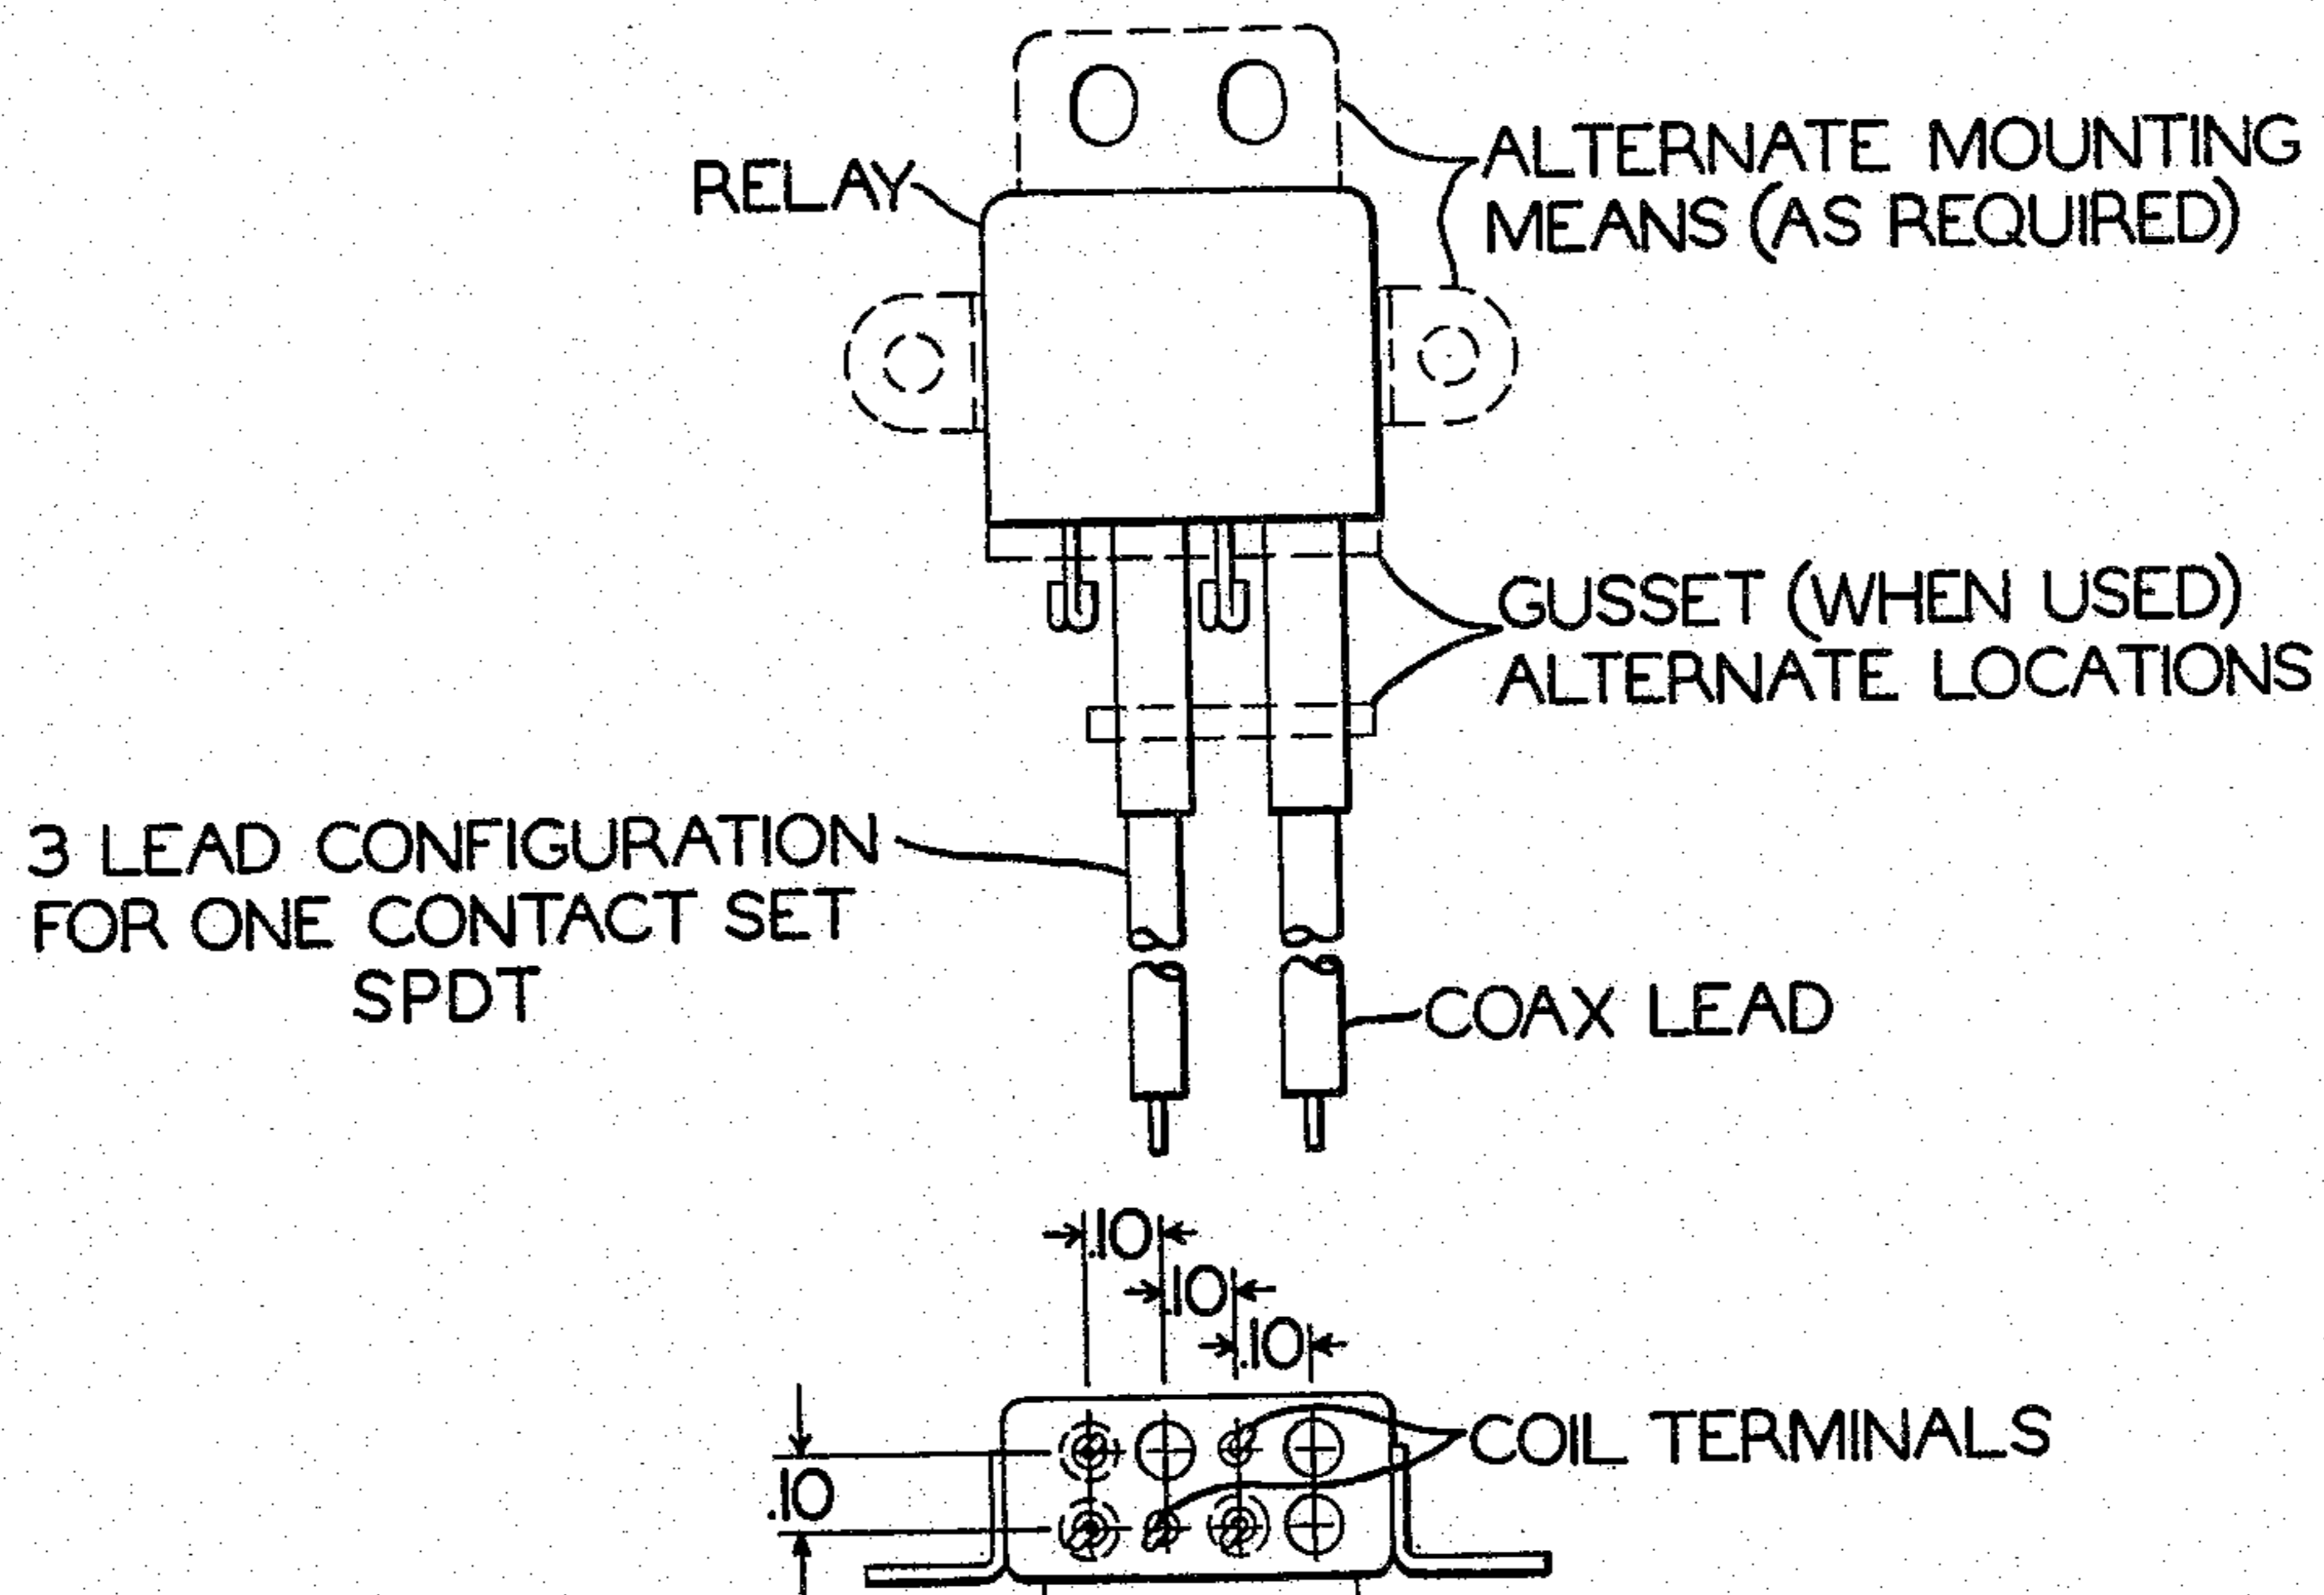 RELAY
ALTERNATE MOUNTING
MEANS (AS REQUIRED)
GUSSET (WHEN USED)
ALTERNATE LOCATIONS
3 LEAD CONFIGURATION
FOR ONE CONTACT SET
SPDT
COAX LEAD
.10
.10
.10
COIL TERMINALS
.10